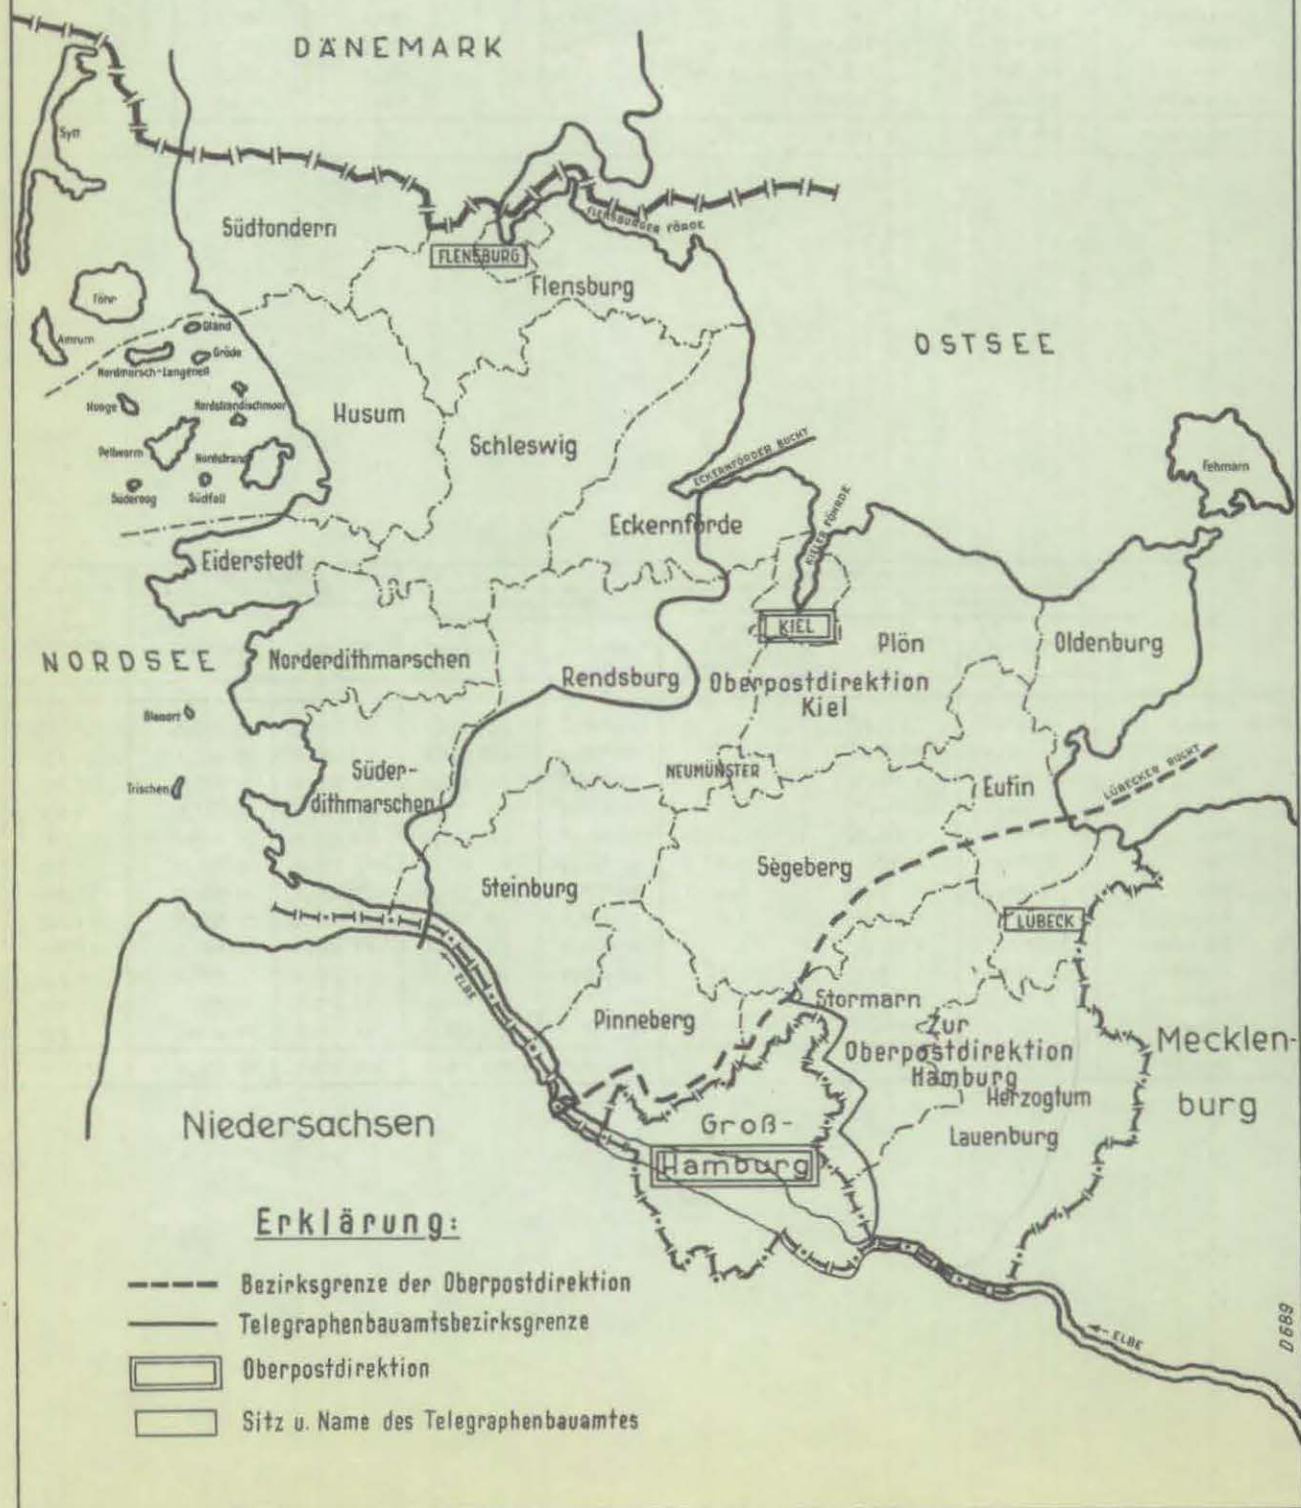 DÄNEMARK
Sylt
Südtondern
FLENSBURGER FÖRDE
FLENSBURG
Flensburg
Föhr
Amrum
Oland
Gröde
Nordmarsch-Langeneß
Hooge
Nordstrandischmoor
Husum
OSTSEE
Schleswig
Pellworm
Nordstrand
ECKERNFÖRDER BUCHT
Fehmarn
Süderoog
Südfall
Eckernförde
KIELER FÖHRDE
Eiderstedt
KIEL
NORDSEE
Norderdithmarschen
Plön
Oldenburg
Rendsburg
Oberpostdirektion
Kiel
Blauort
Süder-
dithmarschen
NEUMÜNSTER
Trischen
Eutin
LÜBECKER BUCHT
Segeberg
Steinburg
LÜBECK
ELBE
Pinneberg
Stormarn
Zur
Oberpostdirektion
Hamburg
Mecklen-
burg
Herzogtum
Lauenburg
Niedersachsen
Groß-
Hamburg
Erklärung:
Bezirksgrenze der Oberpostdirektion
Telegraphenbauamtsbezirksgrenze
Oberpostdirektion
Sitz u. Name des Telegraphenbauamtes
ELBE
D689